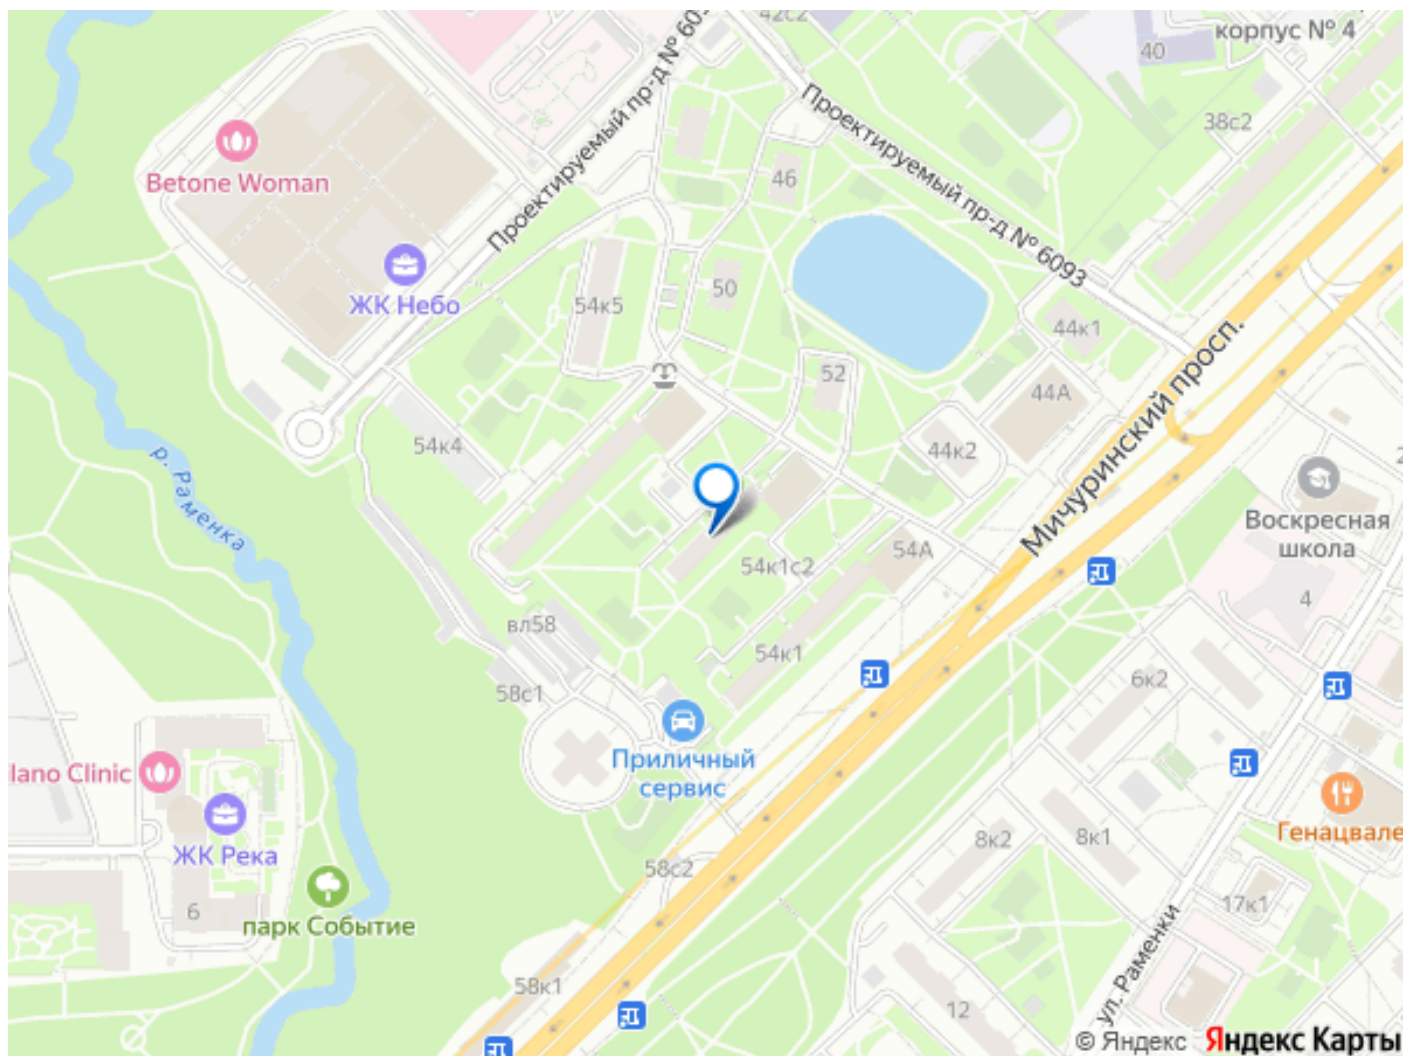 42с2
корпус № 4
40
Проектируемый пр-д № 609
Проектируемый пр-д № 6093
38с2
Betone Woman
46
ЖК Небо
54к5
50
44к1
Мичуринский просп.
52
44А
54к4
44к2
р. Раменка
Воскресная
школа
54А
54к1с2
4
вл58
54к1
58с1
6к2
Приличный
сервис
lano Clinic
ЖК Река
Генацвале
8к2
8к1
58с2
6
17к1
парк Событие
ул. Раменки
58к1
12
© Яндекс Яндекс Карты